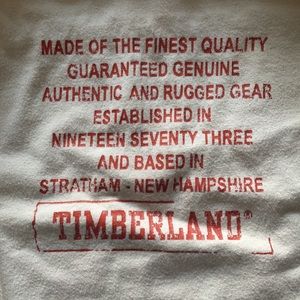 MADE OF THE FINEST QUALITY
GUARANTEED GENUINE
AUTHENTIC AND RUGGED GEAR
ESTABLISHED IN
NINETEEN SEVENTY THREE
AND BASED IN
STRATHAM - NEW HAMPSHIRE
TIMBERLAND®